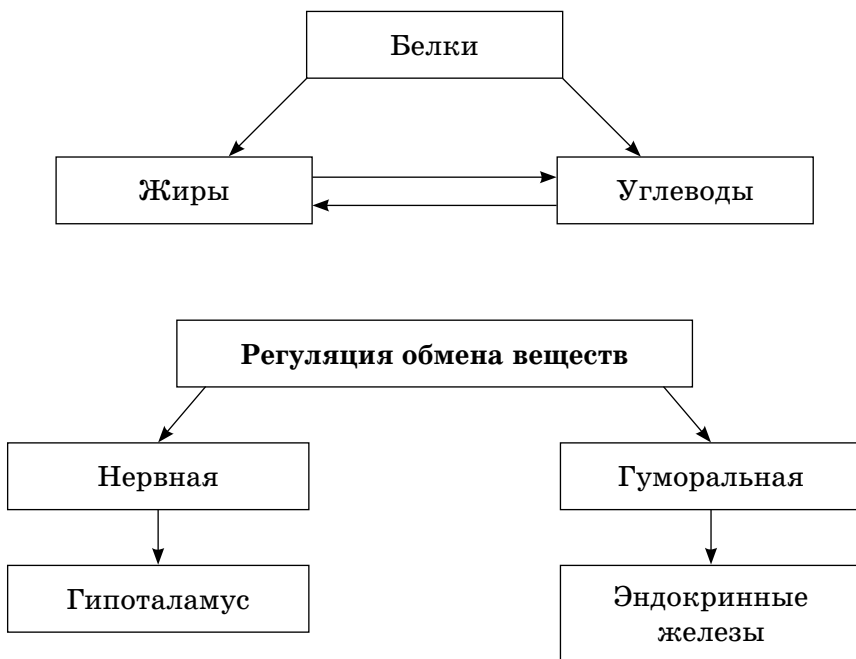 Белки
Жиры
Углеводы
Регуляция обмена веществ
Нервная
Гуморальная
Гипоталамус
Эндокринные
железы